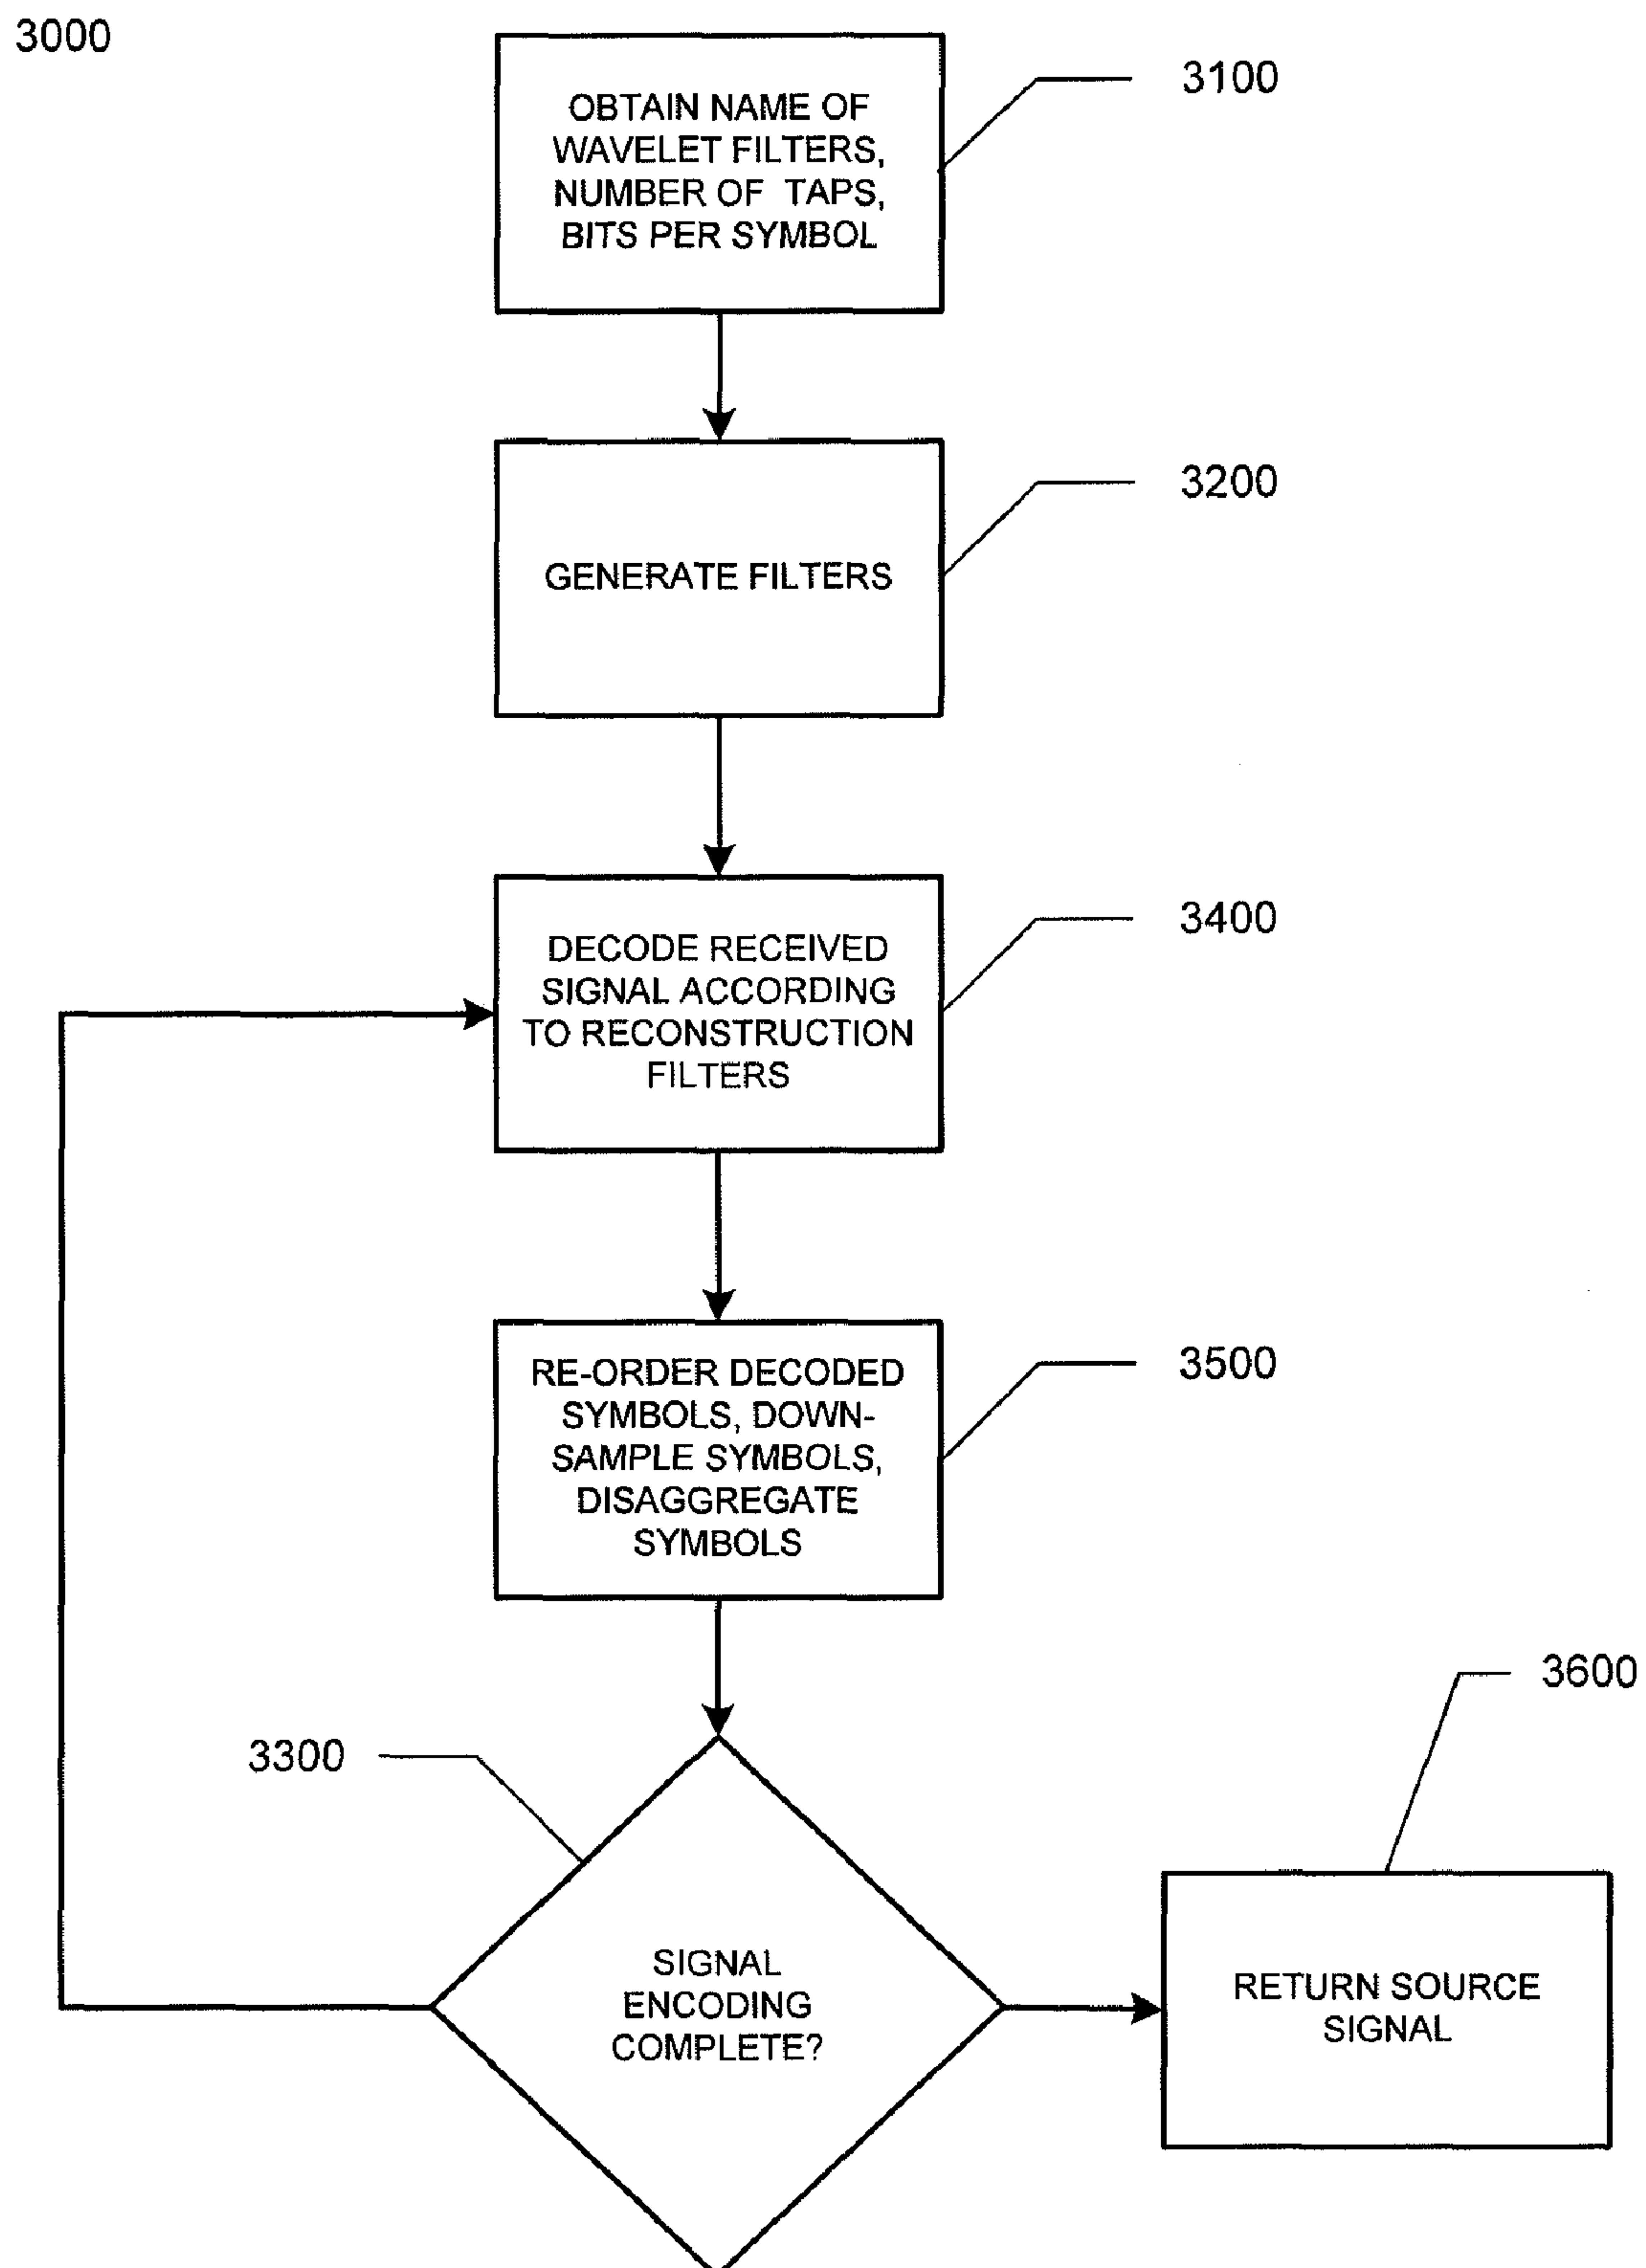 3000
OBTAIN NAME OF
WAVELET FILTERS,
NUMBER OF TAPS,
BITS PER SYMBOL
3100
GENERATE FILTERS
3200
DECODE RECEIVED
SIGNAL ACCORDING
TO RECONSTRUCTION
FILTERS
3400
RE-ORDER DECODED
SYMBOLS, DOWN-
SAMPLE SYMBOLS,
DISAGGREGATE
SYMBOLS
3500
3300
SIGNAL
ENCODING
COMPLETE?
3600
RETURN SOURCE
SIGNAL